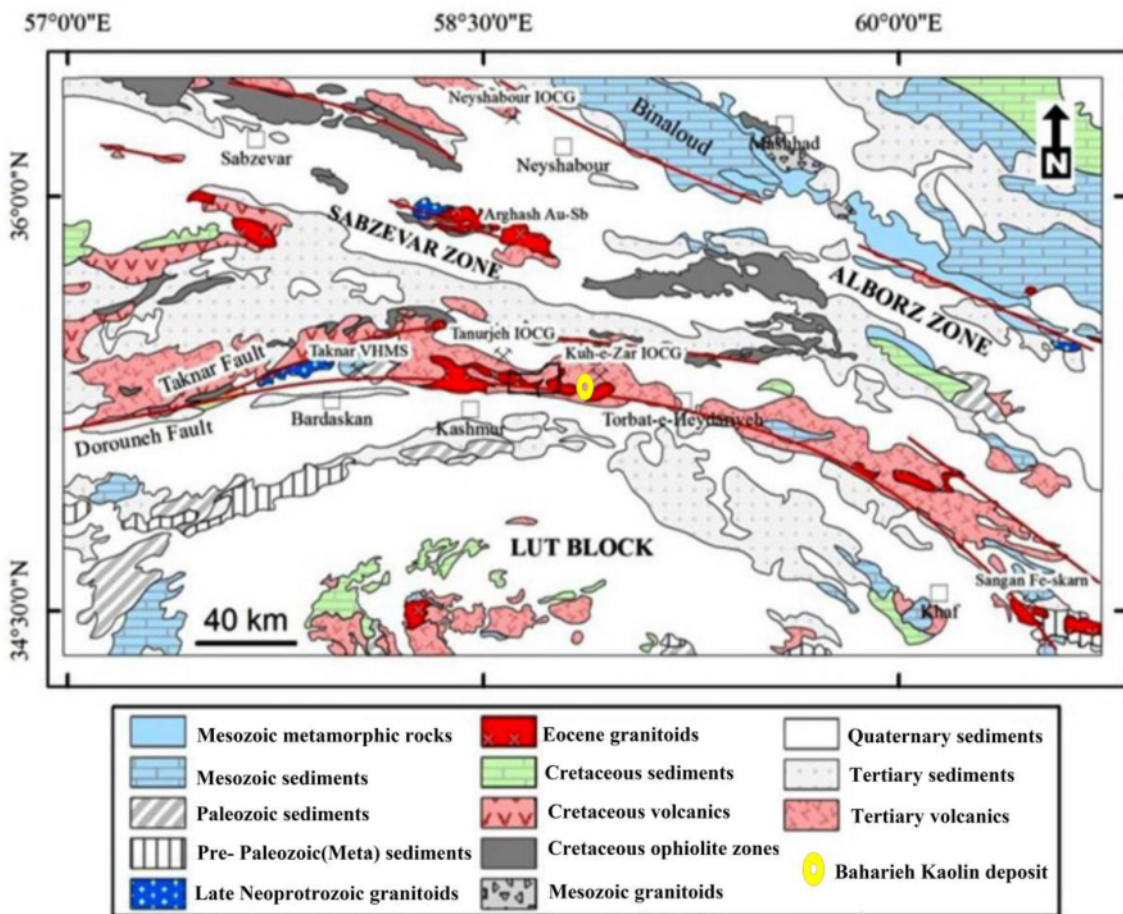 57°0'0"E
58°30'0"E
60°0'0"E
36°0'0"N
34°30'0"N
Neyshabour IOCG
Binaloud
Mashhad
N
Sabzevar
Neyshabour
Arghash Au-Sb
SABZEVAR ZONE
ALBORZ ZONE
Tanurjeh IOCG
Taknar Fault
Taknar VHMS
Kuh-e-Zar IOCG
Dorouneh Fault
Bardaskan
Kashmar
Torbat-e-Heydariyeh
LUT BLOCK
Sangan Fe-skarn
Khaf
40 km
Mesozoic metamorphic rocks
Mesozoic sediments
Paleozoic sediments
Pre- Paleozoic(Meta) sediments
Late Neoprotrozoic granitoids
Eocene granitoids
Cretaceous sediments
Cretaceous volcanics
Cretaceous ophiolite zones
Mesozoic granitoids
Quaternary sediments
Tertiary sediments
Tertiary volcanics
Baharieh Kaolin deposit